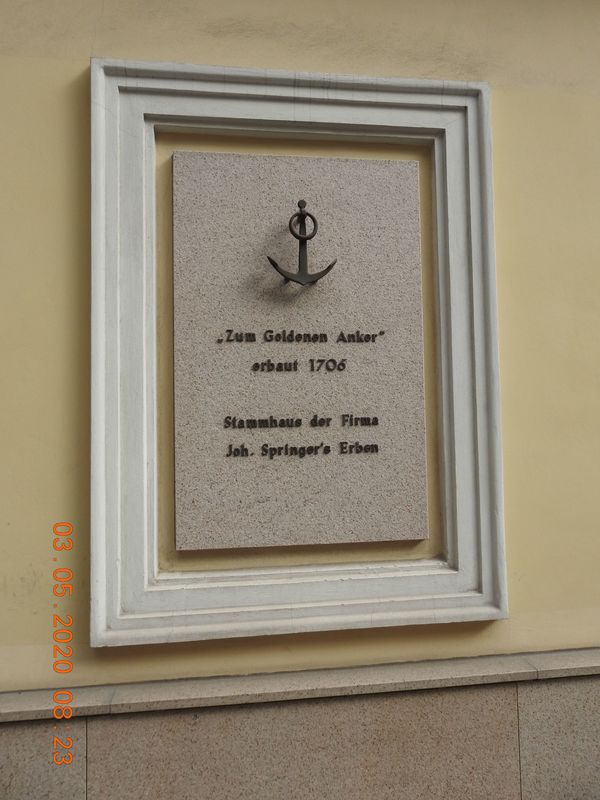 „Zum Goldenen Anker“
erbaut 1706
Stammhaus der Firma
Joh. Springer's Erben
03.05.2020 08:23